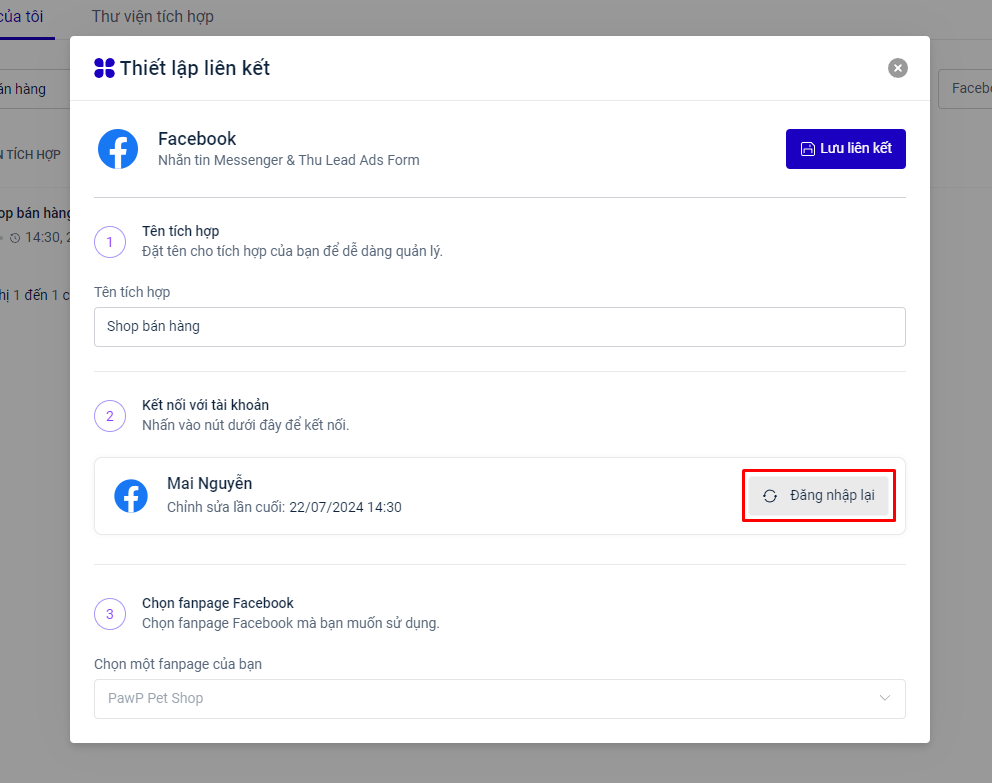 của tôi
Thư viện tích hợp
Thiết lập liên kết
bán hàng
Facebook
Nhắn tin Messenger & Thu Lead Ads Form
Lưu liên kết
TÍCH HỢP
1
Tên tích hợp
Đặt tên cho tích hợp của bạn để dễ dàng quản lý.
bán hàng
14:30,
Tên tích hợp
1 đến 1
Shop bán hàng
2
Kết nối với tài khoản
Nhấn vào nút dưới đây để kết nối.
Mai Nguyễn
Chỉnh sửa lần cuối: 22/07/2024 14:30
Đăng nhập lại
3
Chọn fanpage Facebook
Chọn fanpage Facebook mà bạn muốn sử dụng.
Chọn một fanpage của bạn
PawP Pet Shop